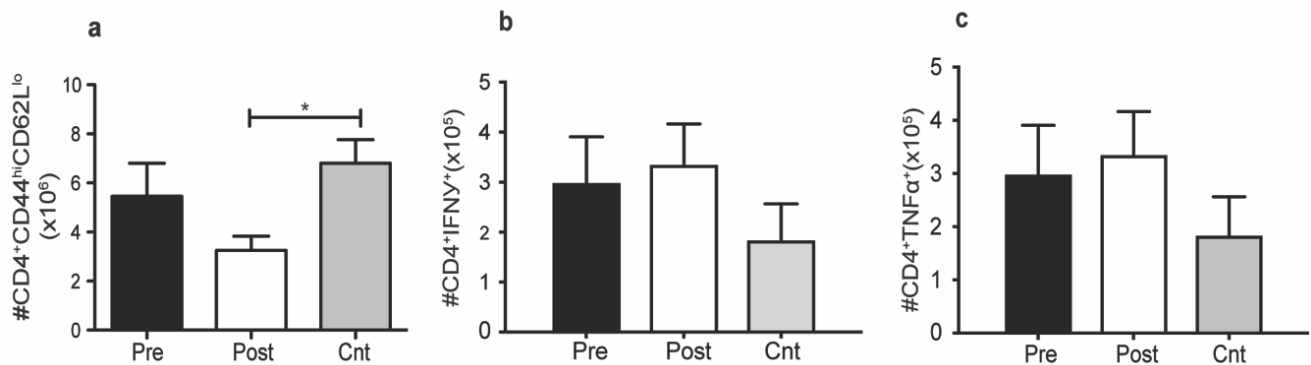 a
#CD4⁺CD44ʰⁱCD62Lˡᵒ
(x10⁶)
10
8
6
4
2
0
*
Pre Post Cnt
b
#CD4⁺IFNγ⁺(x10⁵)
5
4
3
2
1
0
Pre Post Cnt
c
#CD4⁺TNFα⁺(x10⁵)
5
4
3
2
1
0
Pre Post Cnt